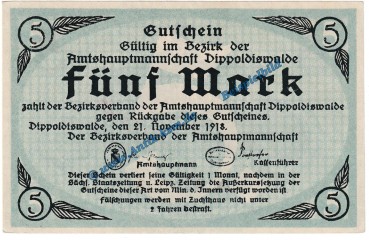 Gutschein
5 Gültig im Bezirk der 5
Amtshauptmannschaft Dippoldiswalde
Fünf Mark
zahlt der Bezirksverband der Amtshauptmannschaft Dippoldiswalde
gegen Rückgabe dieses Gutscheines.
Dippoldiswalde, den 21. November 1918.
Der Bezirksverband der Amtshauptmannschaft
Amtshauptmann Kassenführer
Dieser Schein verliert seine Gültigkeit 1 Monat, nachdem in der
Sächs. Staatszeitung u. Leipz. Zeitung die Außerkurssetzung der
Gutscheine dieser Art vom Min. d. Innern verfügt worden ist
5 Fälschungen werden mit Zuchthaus nicht unter 5
2 Jahren bestraft.